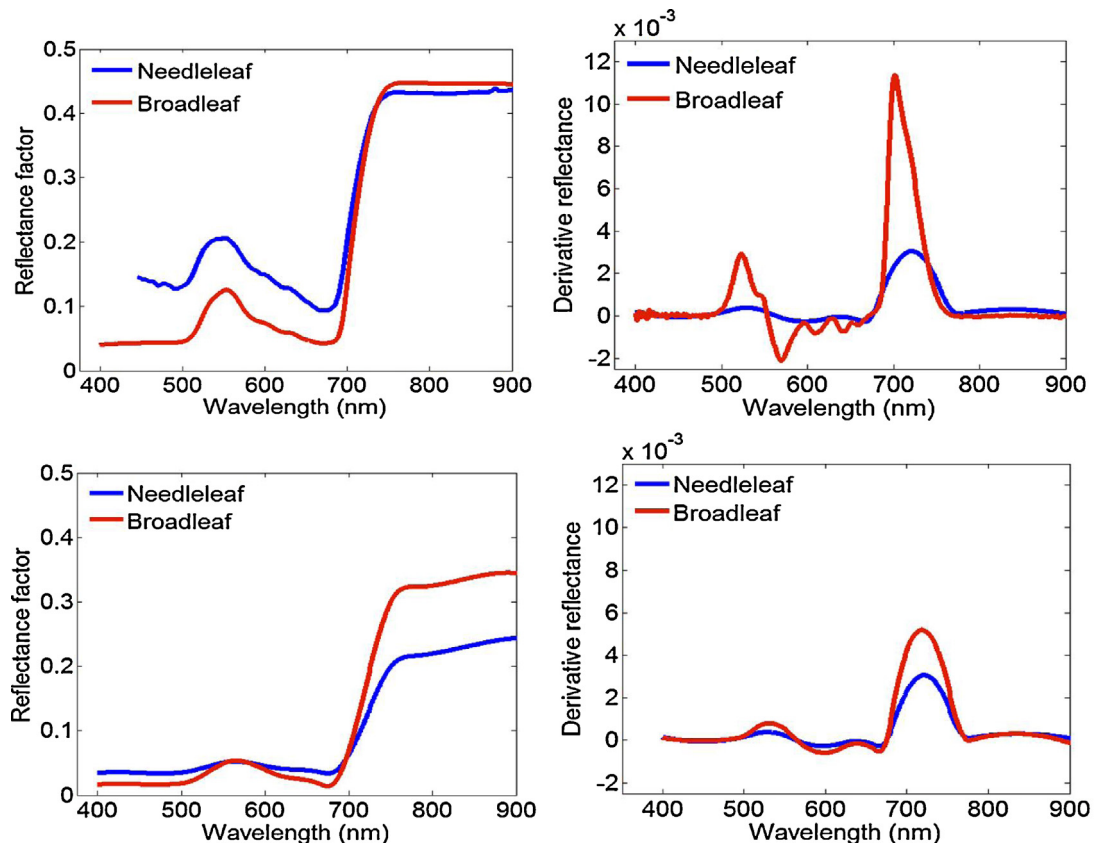 0.5
0.4
0.3
0.2
0.1
0
Reflectance factor
Needleleaf
Broadleaf
400 500 600 700 800 900
Wavelength (nm)
x 10-3
12
10
8
6
4
2
0
-2
Derivative reflectance
Needleleaf
Broadleaf
400 500 600 700 800 900
Wavelength (nm)
0.5
0.4
0.3
0.2
0.1
0
Reflectance factor
Needleleaf
Broadleaf
400 500 600 700 800 900
Wavelength (nm)
x 10-3
12
10
8
6
4
2
0
-2
Derivative reflectance
Needleleaf
Broadleaf
400 500 600 700 800 900
Wavelength (nm)